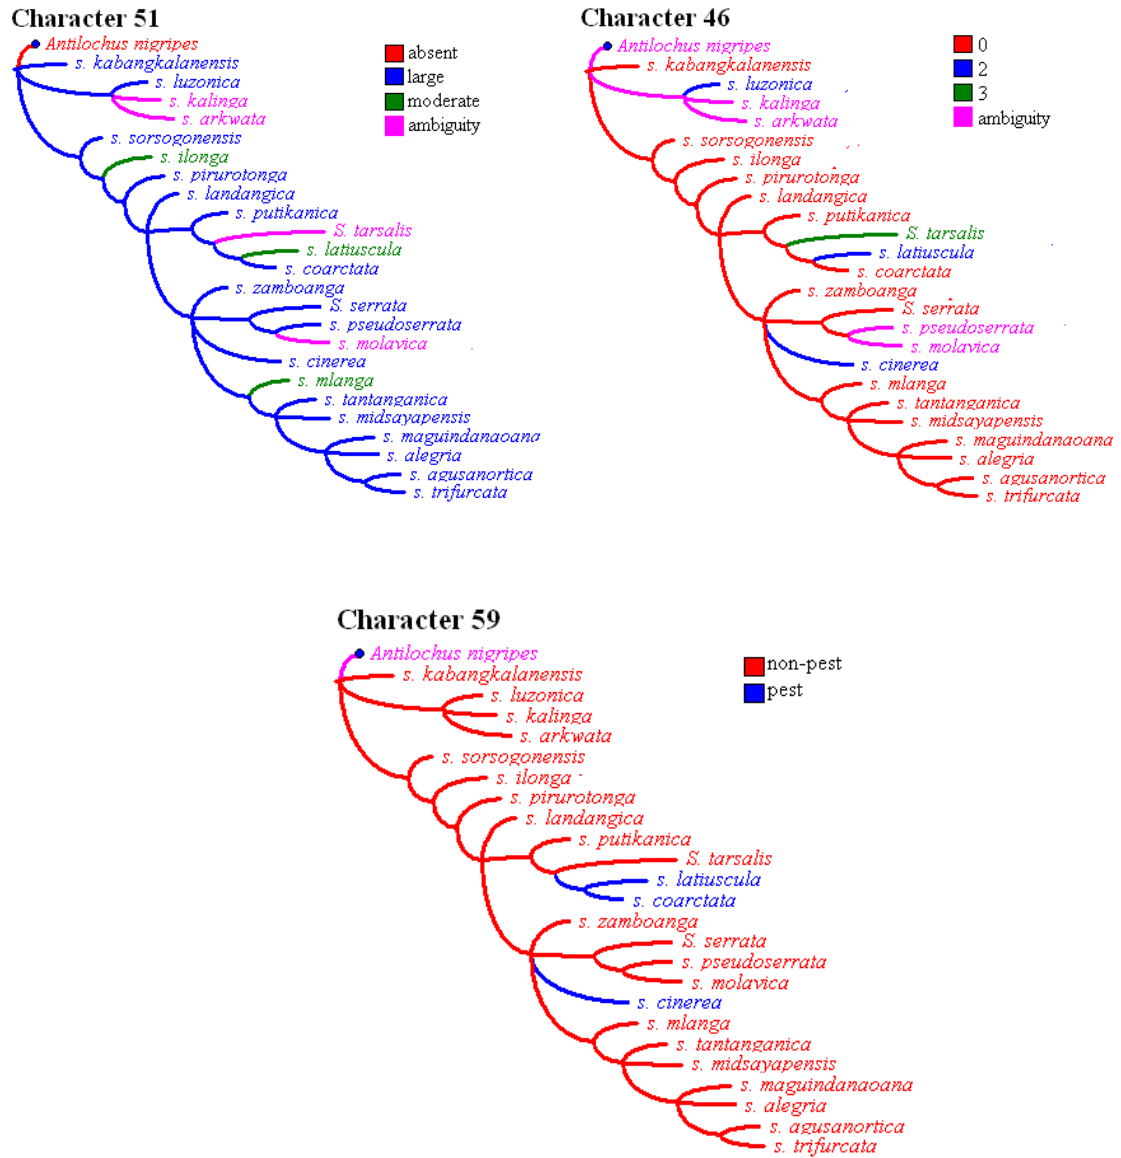 Character 51
Antilochus nigripes
s. kabangkalanensis
s. luzonica
s. kalinga
s. arkwata
s. sorsogonensis
s. ilonga
s. pirurotonga
s. landangica
s. putikanica
S. tarsalis
s. latiuscula
s. coarctata
s. zamboanga
S. serrata
s. pseudoserrata
s. molavica
s. cinerea
s. mlanga
s. tantanganica
s. midsayapensis
s. maguindanaoana
s. alegria
s. agusanortica
s. trifurcata
absent
large
moderate
ambiguity
Character 46
Antilochus nigripes
s. kabangkalanensis
s. luzonica
s. kalinga
s. arkwata
s. sorsogonensis
s. ilonga
s. pirurotonga
s. landangica
s. putikanica
S. tarsalis
s. latiuscula
s. coarctata
s. zamboanga
S. serrata
s. pseudoserrata
s. molavica
s. cinerea
s. mlanga
s. tantanganica
s. midsayapensis
s. maguindanaoana
s. alegria
s. agusanortica
s. trifurcata
0
2
3
ambiguity
Character 59
Antilochus nigripes
s. kabangkalanensis
s. luzonica
s. kalinga
s. arkwata
s. sorsogonensis
s. ilonga
s. pirurotonga
s. landangica
s. putikanica
S. tarsalis
s. latiuscula
s. coarctata
s. zamboanga
S. serrata
s. pseudoserrata
s. molavica
s. cinerea
s. mlanga
s. tantanganica
s. midsayapensis
s. maguindanaoana
s. alegria
s. agusanortica
s. trifurcata
non-pest
pest